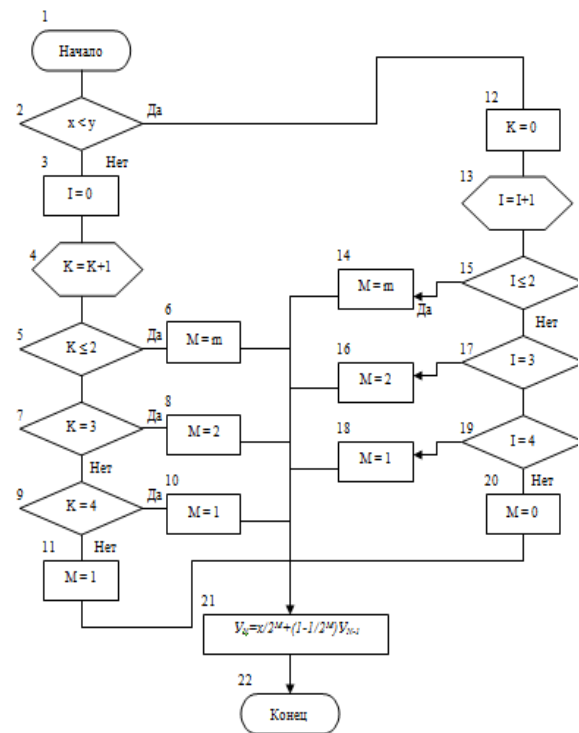 1
Начало
2
x < y
Да
Нет
3
I = 0
4
K = K+1
5
K ≤ 2
Да
6
M = m
7
K = 3
Да
8
M = 2
Нет
9
K = 4
Да
10
M = 1
Нет
11
M = 1
12
K = 0
13
I = I+1
14
M = m
15
I ≤ 2
Да
Нет
16
M = 2
17
I = 3
18
M = 1
19
I = 4
Нет
20
M = 0
21
22
Конец